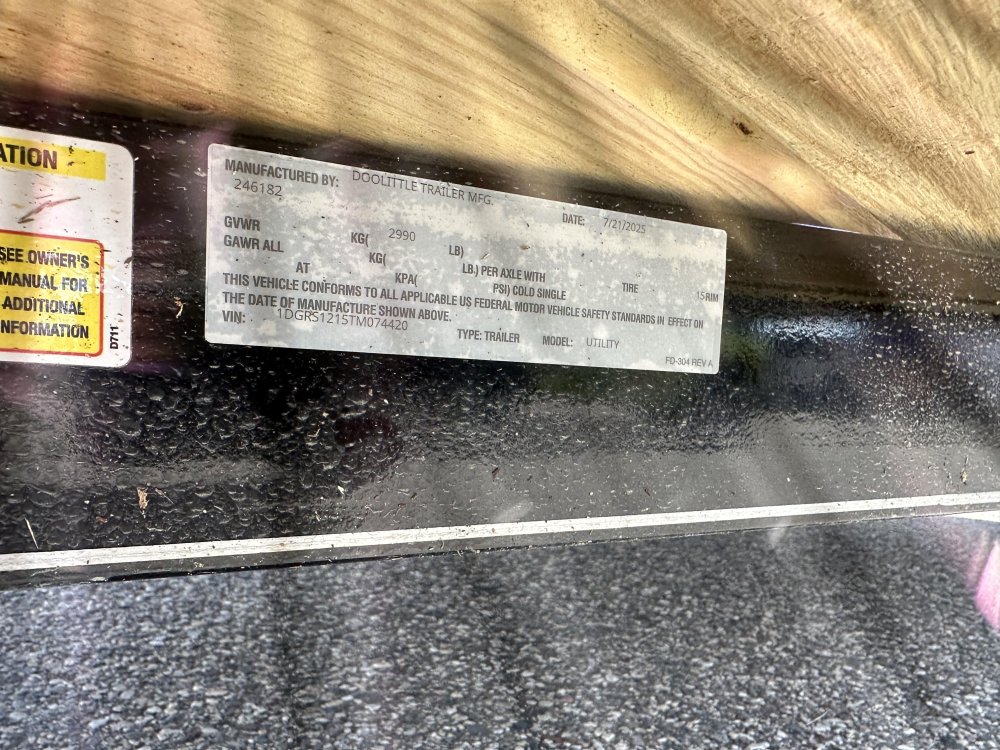 ATION
SEE OWNER'S
MANUAL FOR
ADDITIONAL
INFORMATION
D711
MANUFACTURED BY: DOOLITTLE TRAILER MFG.
246182 DATE: 7/21/2025
GVWR KG( 2990 LB)
GAWR ALL KG( LB.) PER AXLE WITH TIRE 15 RIM
AT KPA( PSI) COLD SINGLE
THIS VEHICLE CONFORMS TO ALL APPLICABLE US FEDERAL MOTOR VEHICLE SAFETY STANDARDS IN EFFECT ON
THE DATE OF MANUFACTURE SHOWN ABOVE.
VIN: 1DGRS1215TM074420 TYPE: TRAILER MODEL: UTILITY
FD-304 REV A